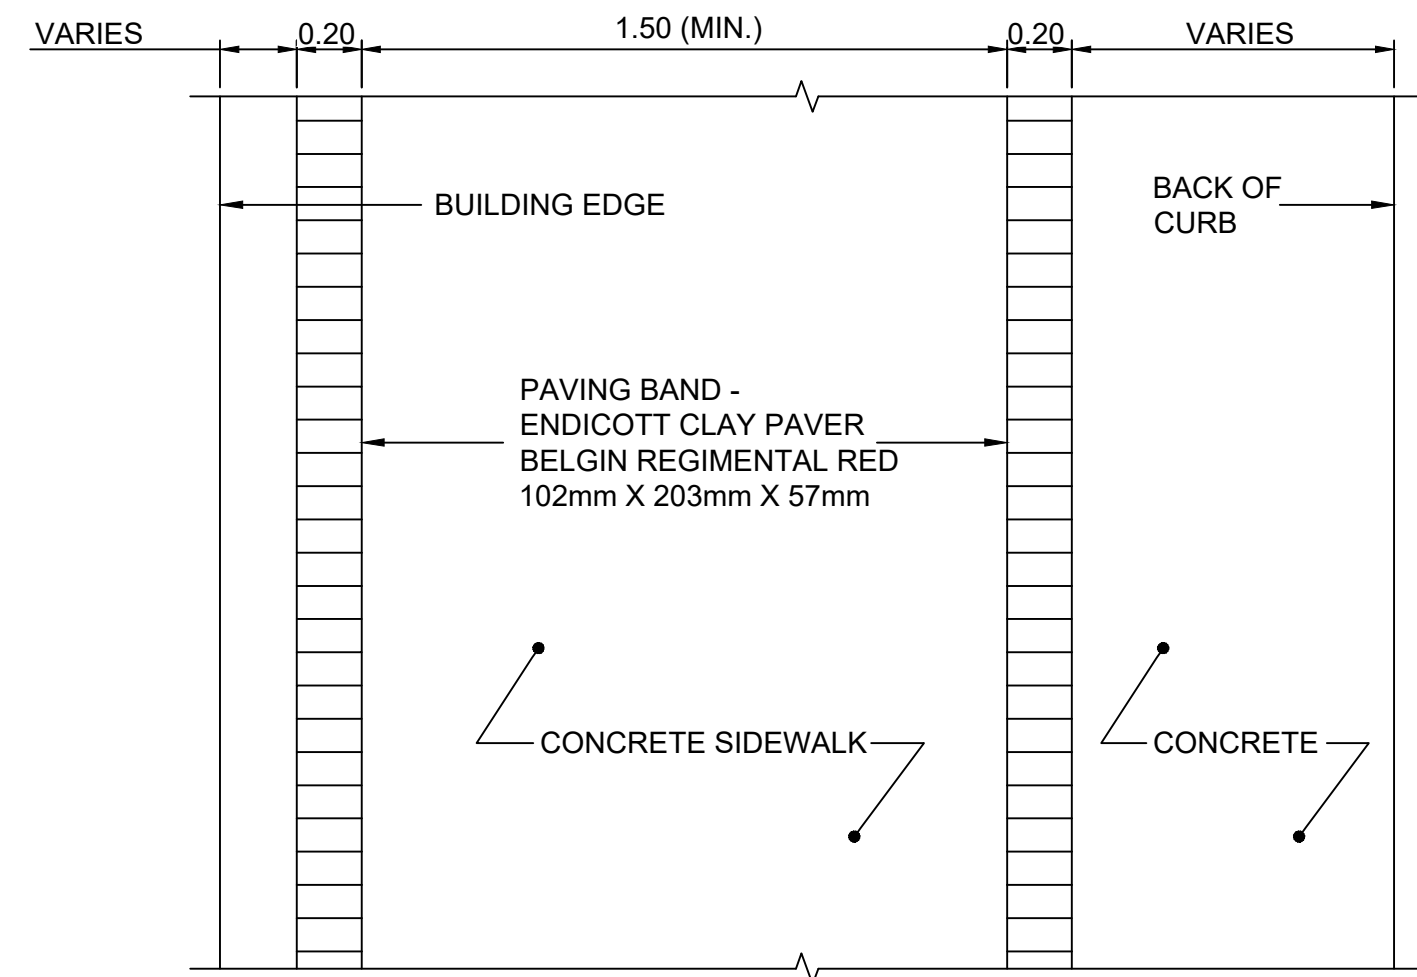 VARIES 0.20 1.50 (MIN.) 0.20 VARIES
BUILDING EDGE
BACK OF
CURB
PAVING BAND -
ENDICOTT CLAY PAVER
BELGIN REGIMENTAL RED
102mm X 203mm X 57mm
CONCRETE SIDEWALK
CONCRETE